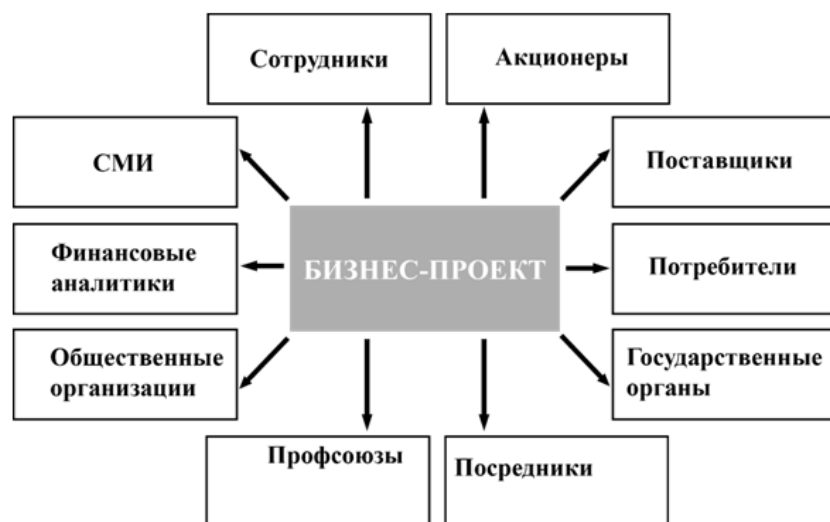 Сотрудники
Акционеры
СМИ
Поставщики
Финансовые
аналитики
БИЗНЕС-ПРОЕКТ
Потребители
Общественные
организации
Государственные
органы
Профсоюзы
Посредники